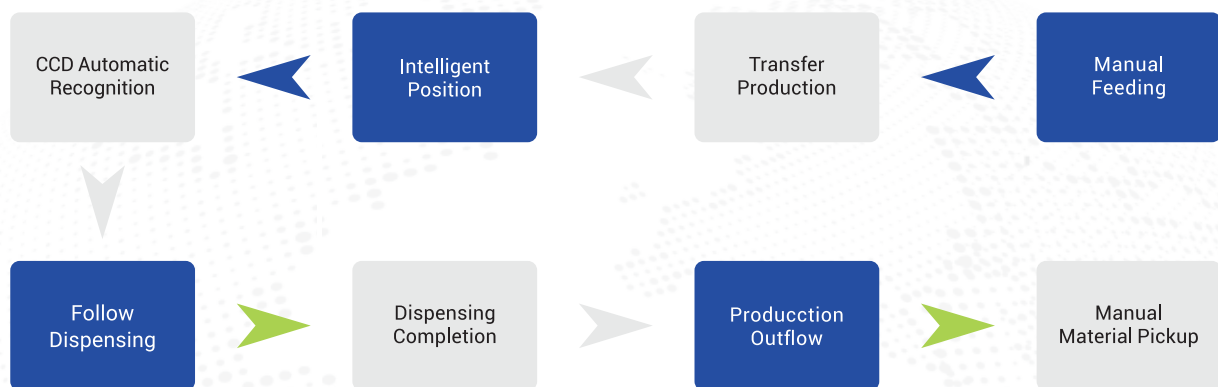 CCD Automatic
Recognition
Intelligent
Position
Transfer
Production
Manual
Feeding
Follow
Dispensing
Dispensing
Completion
Producction
Outflow
Manual
Material Pickup